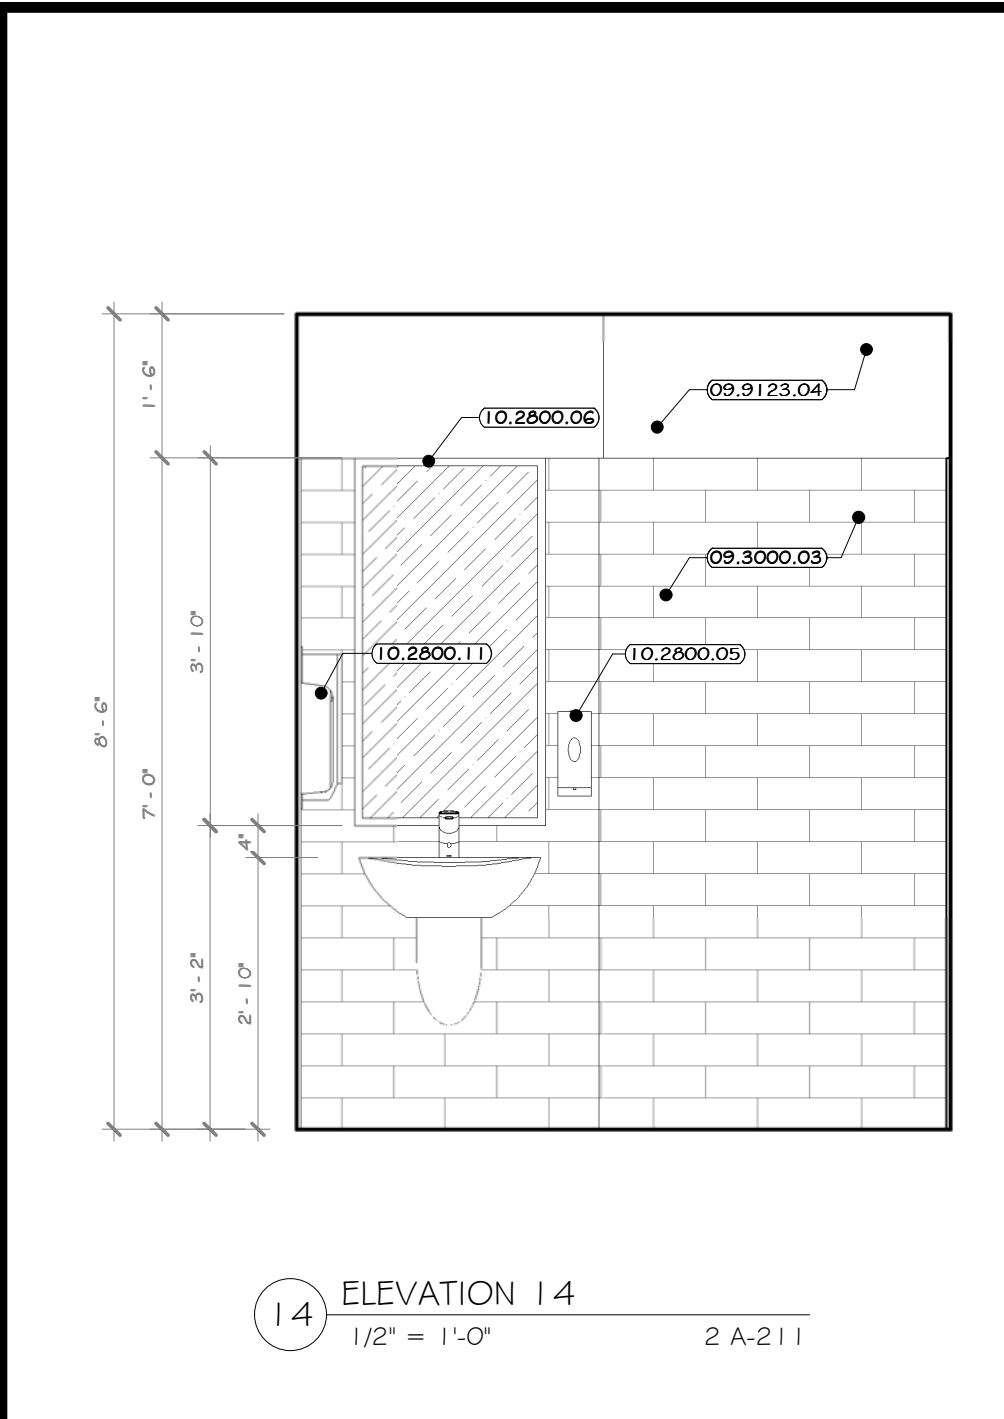 1' - 6"
09.9123.04
10.2800.06
09.3000.03
3' - 10"
10.2800.11
10.2800.05
8' - 6"
7' - 0"
4"
3' - 2"
2' - 10"
14
ELEVATION 14
1/2" = 1'-0"
2 A-211